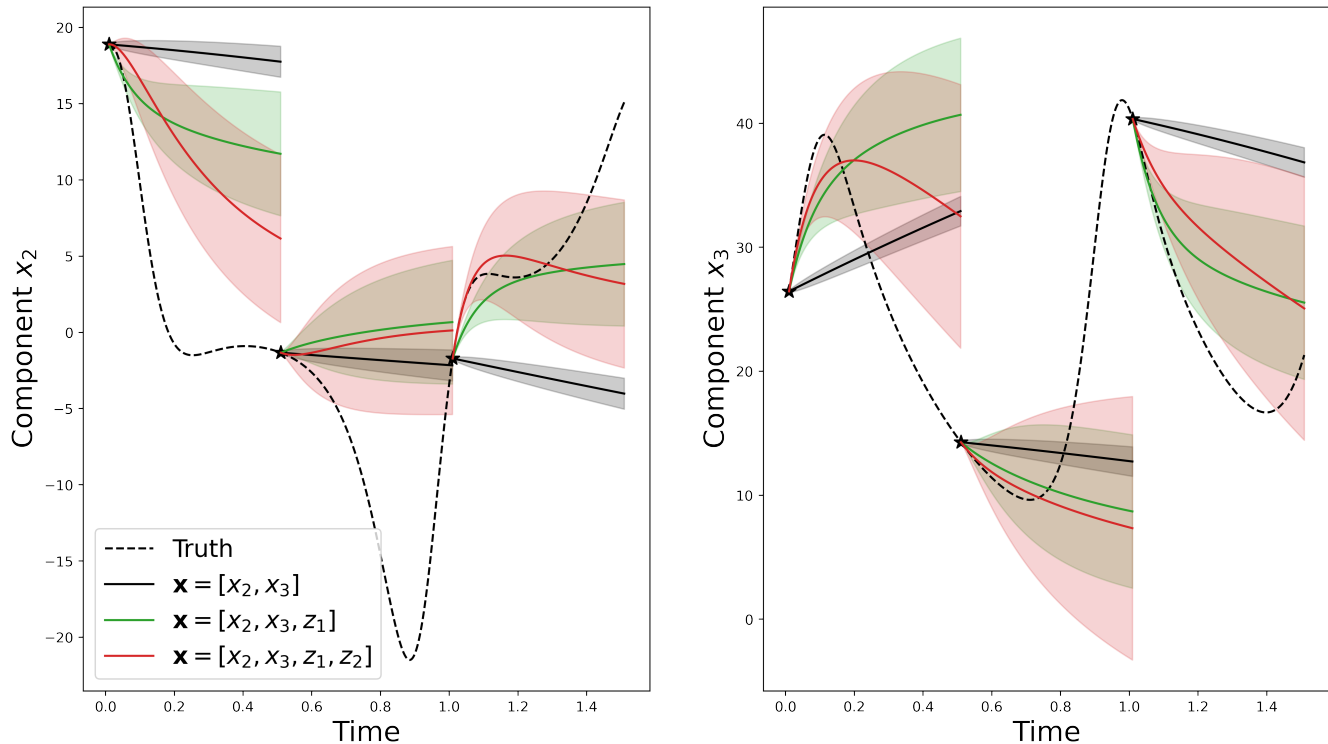 Component x₂
20
15
10
5
0
−5
−10
−15
−20
0.0 0.2 0.4 0.6 0.8 1.0 1.2 1.4
Time
Truth
x = [x₂, x₃]
x = [x₂, x₃, z₁]
x = [x₂, x₃, z₁, z₂]
Component x₃
40
30
20
10
0
0.0 0.2 0.4 0.6 0.8 1.0 1.2 1.4
Time